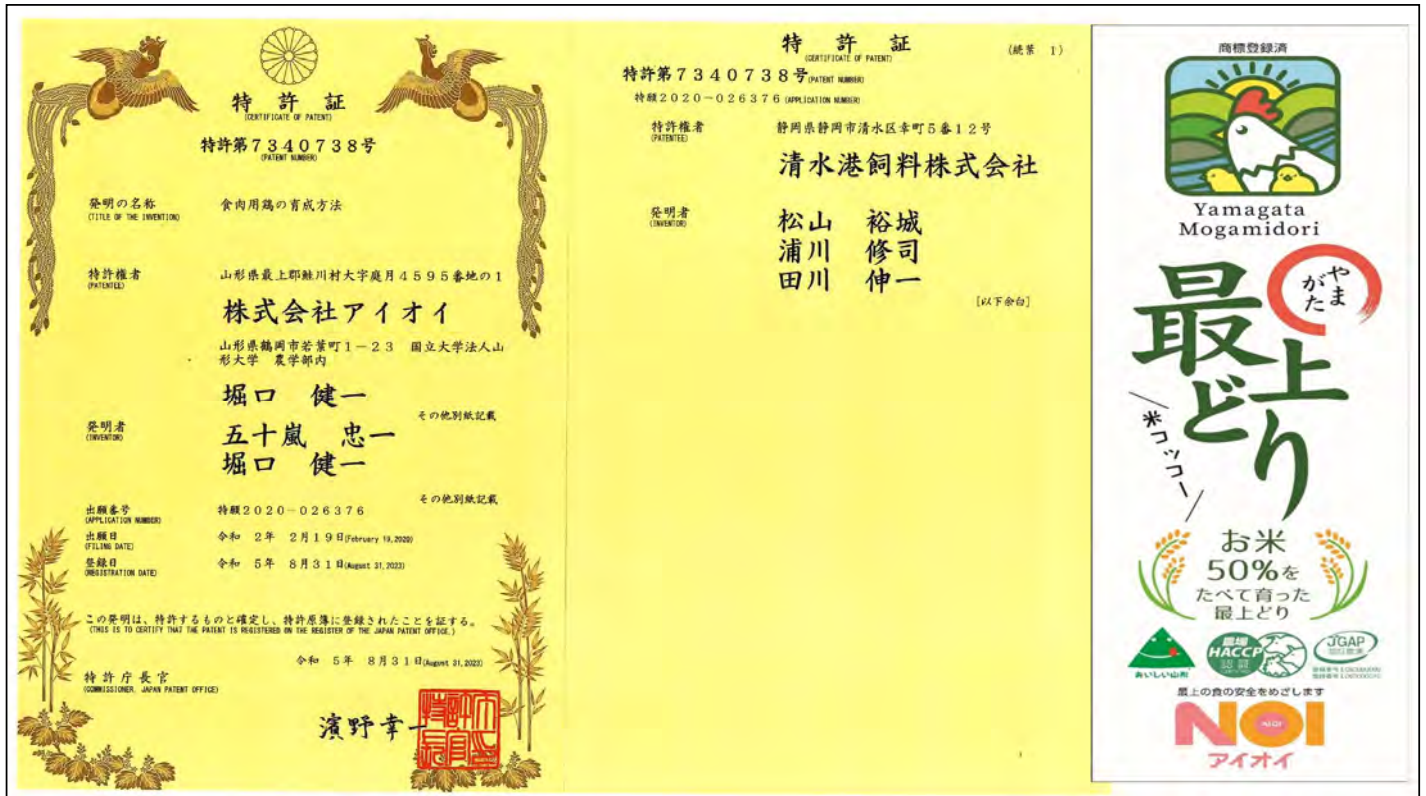 特許証
(CERTIFICATE OF PATENT)
特許第7340738号
(PATENT NUMBER)
発明の名称
(TITLE OF THE INVENTION)
食肉用鶏の育成方法
特許権者
(PATENTEE)
山形県最上郡鮭川村大字庭月4595番地の1
株式会社アイオイ
山形県鶴岡市若葉町1-23 国立大学法人山
形大学 農学部内
堀口 健一
その他別紙記載
発明者
(INVENTOR)
五十嵐 忠一
堀口 健一
その他別紙記載
出願番号
(APPLICATION NUMBER)
特願2020-026376
出願日
(FILING DATE)
令和 2年 2月19日(February 19,2020)
登録日
(REGISTRATION DATE)
令和 5年 8月31日(August 31,2023)
この発明は、特許するものと確定し、特許原簿に登録されたことを証する。
(THIS IS TO CERTIFY THAT THE PATENT IS REGISTERED ON THE REGISTER OF THE JAPAN PATENT OFFICE.)
令和 5年 8月31日(August 31,2023)
特許庁長官
(COMMISSIONER, JAPAN PATENT OFFICE)
濱野幸一
特許庁長官之印
特許証
(CERTIFICATE OF PATENT)
(続葉 1)
特許第7340738号(PATENT NUMBER)
特願2020-026376(APPLICATION NUMBER)
特許権者
(PATENTEE)
静岡県静岡市清水区幸町5番12号
清水港飼料株式会社
発明者
(INVENTOR)
松山 裕城
浦川 修司
田川 伸一
[以下余白]
1
商標登録済
Yamagata
Mogamidori
やま
がた
最上
どり
米コッコー
お米
50%を
たべて育った
最上どり
おいしい山形
農場
HACCP
認証
JGAP
認証農場
最上の食の安全をめざします
NOI
AIOI
アイオイ